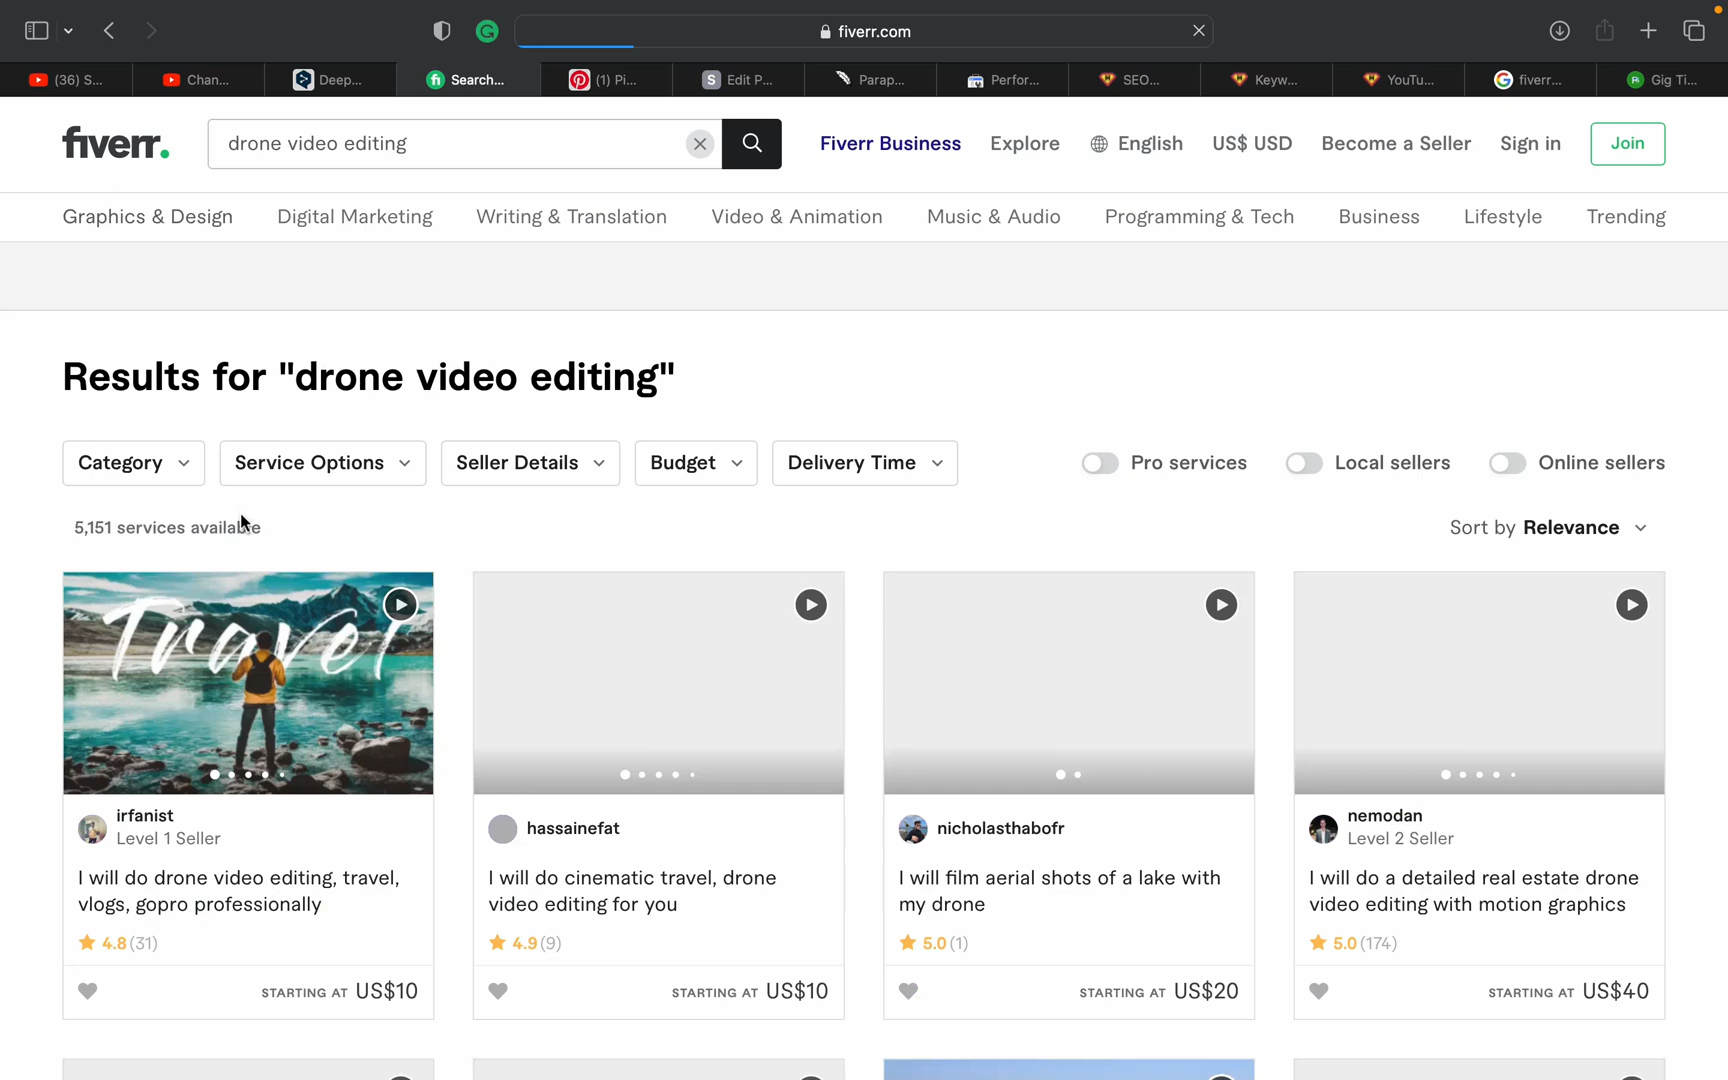 fiverr.com
(36) S...
Chan...
Deep...
Search...
(1) Pi...
Edit P...
Parap...
Perfor...
SEO...
Keyw...
YouTu...
fiverr...
Gig Ti...
fiverr.
drone video editing
Fiverr Business
Explore
English
US$ USD
Become a Seller
Sign in
Join
Graphics & Design
Digital Marketing
Writing & Translation
Video & Animation
Music & Audio
Programming & Tech
Business
Lifestyle
Trending
Results for "drone video editing"
Category
Service Options
Seller Details
Budget
Delivery Time
Pro services
Local sellers
Online sellers
5,151 services available
Sort by Relevance
Travel
irfanist
Level 1 Seller
I will do drone video editing, travel,
vlogs, gopro professionally
4.8 (31)
STARTING AT US$10
hassainefat
I will do cinematic travel, drone
video editing for you
4.9 (9)
STARTING AT US$10
nicholasthabofr
I will film aerial shots of a lake with
my drone
5.0 (1)
STARTING AT US$20
nemodan
Level 2 Seller
I will do a detailed real estate drone
video editing with motion graphics
5.0 (174)
STARTING AT US$40